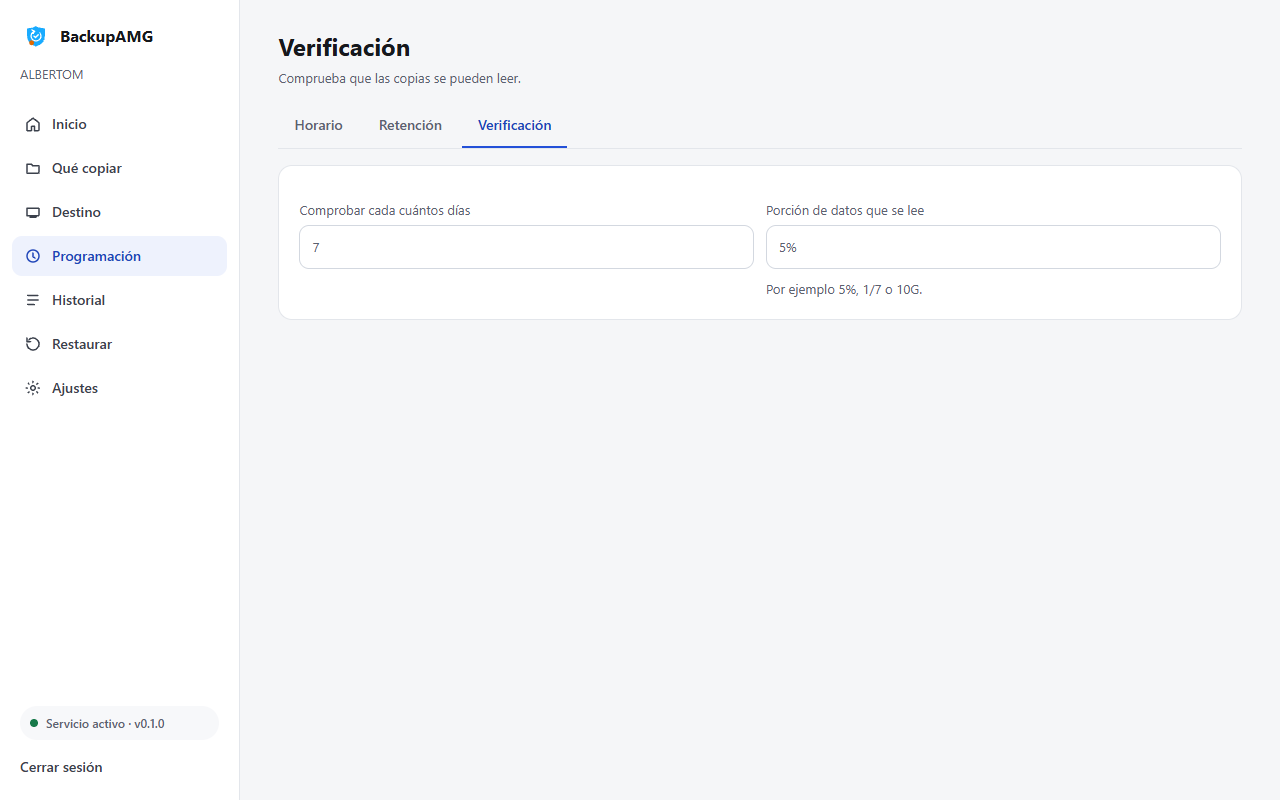 BackupAMG
ALBERTOM
Inicio
Qué copiar
Destino
Programación
Historial
Restaurar
Ajustes
Servicio activo · v0.1.0
Cerrar sesión
Verificación
Comprueba que las copias se pueden leer.
Horario Retención Verificación
Comprobar cada cuántos días Porción de datos que se lee
7 5%
Por ejemplo 5%, 1/7 o 10G.